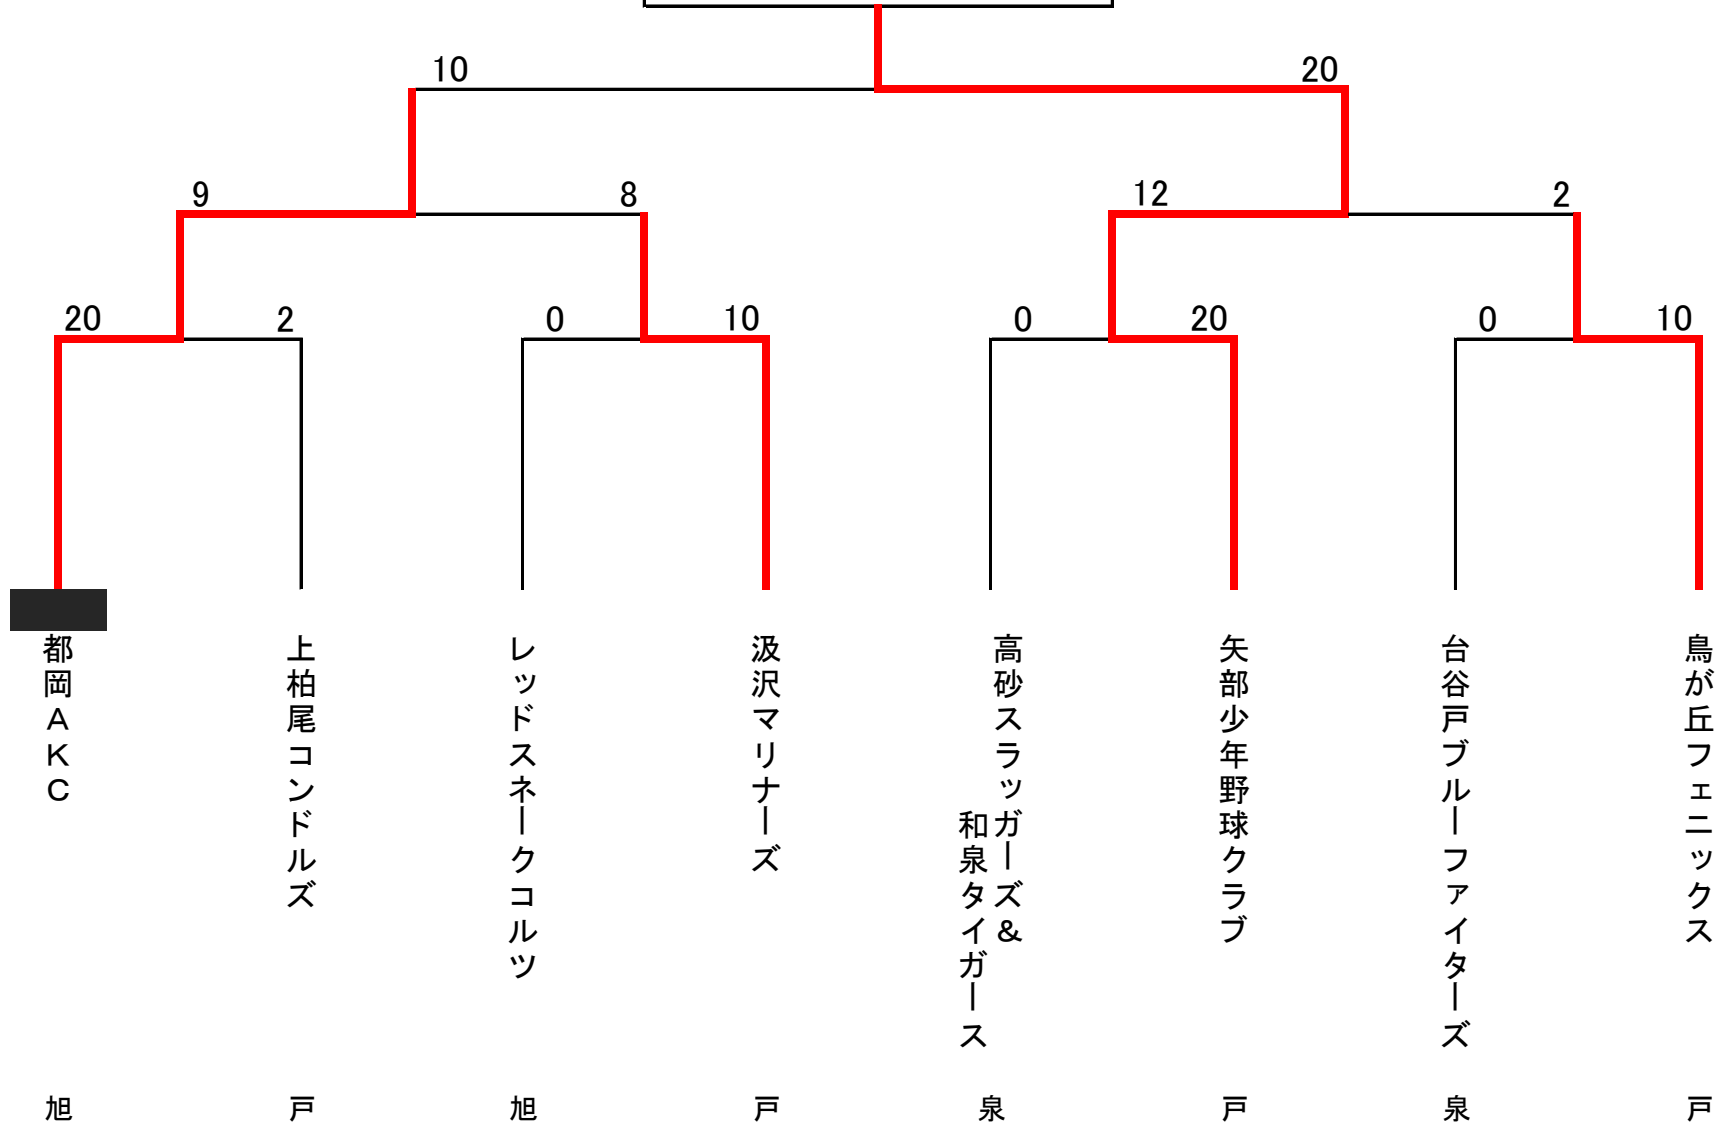 10 20
9 8 12 2
20 2 0 10 0 20 0 10
都岡AKC
上柏尾コンドルズ
レッドスネークコルツ
汲沢マリナーズ
高砂スラッガーズ&
和泉タイガース
矢部少年野球クラブ
台谷戸ブルーファイターズ
鳥が丘フェニックス
旭 戸 旭 戸 泉 戸 泉 戸